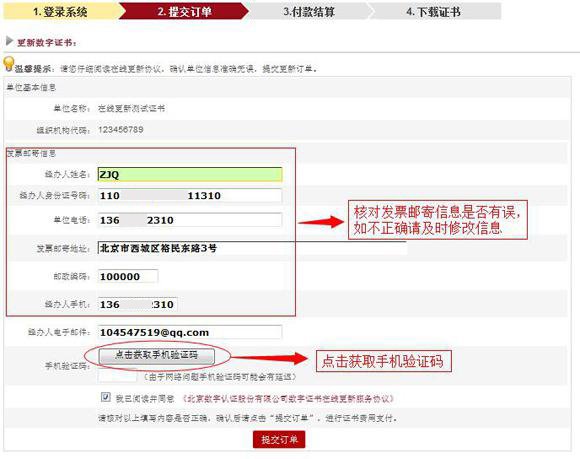 1.登录系统 2.提交订单 3.付款结算 4.下载证书
更新数字证书：
温馨提示：请您仔细阅读在线更新协议，确认单位信息准确无误，提交更新订单。
单位基本信息
单位名称： 在线更新测试证书
组织机构代码： 123456789
发票邮寄信息
经办人姓名： ZJQ
经办人身份证号码： 110 11310
单位电话： 136 2310
核对发票邮寄信息是否有误，
如不正确请及时修改信息
发票邮寄地址： 北京市西城区裕民东路3号
邮政编码： 100000
经办人手机： 136 2310
经办人电子邮件： 104547519@qq.com
点击获取手机验证码
点击获取手机验证码
手机验证码：
（由于网络问题手机验证码可能会有延迟）
我已阅读并同意 《北京数字认证股份有限公司数字证书在线更新服务协议》
请核对以上填写内容是否正确，确认后请点击“提交订单”，进行证书费用支付。
提交订单